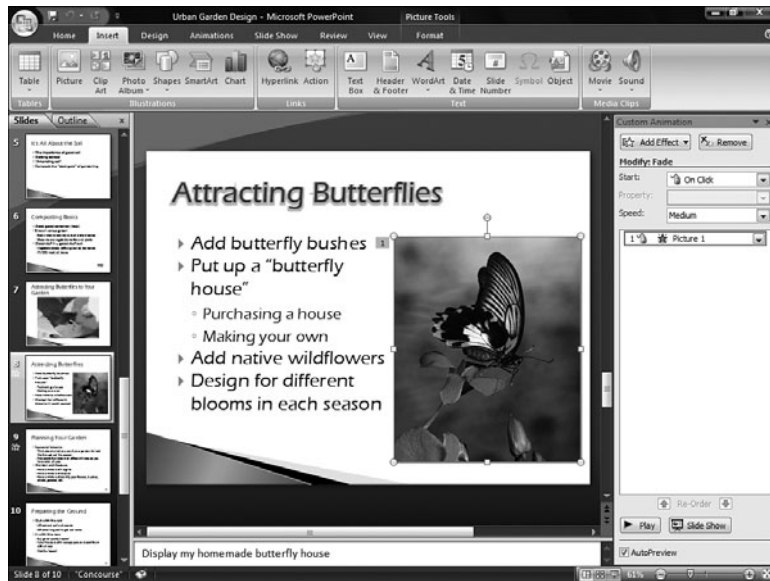 Urban Garden Design - Microsoft PowerPoint
Picture Tools
Home Insert Design Animations Slide Show Review View Format
Table Picture Clip Art Photo Album Shapes SmartArt Chart Hyperlink Action Text Box Header & Footer WordArt Date & Time Slide Number Symbol Object Movie Sound
Tables Illustrations Links Text Media Clips
Slides Outline x
5
It's All About the Soil
6
Composting Basics
7
Attracting Butterflies to Your
Garden
Attracting Butterflies
9
Planning Your Garden
10
Preparing the Ground
Attracting Butterflies
Add butterfly bushes
1
Put up a "butterfly
house"
Purchasing a house
Making your own
Add native wildflowers
Design for different
blooms in each season
Display my homemade butterfly house
Custom Animation
Add Effect Remove
Modify: Fade
Start: On Click
Property:
Speed: Medium
1 Picture 1
Re-Order
Play Slide Show
AutoPreview
Slide 8 of 10 "Concourse" 61%